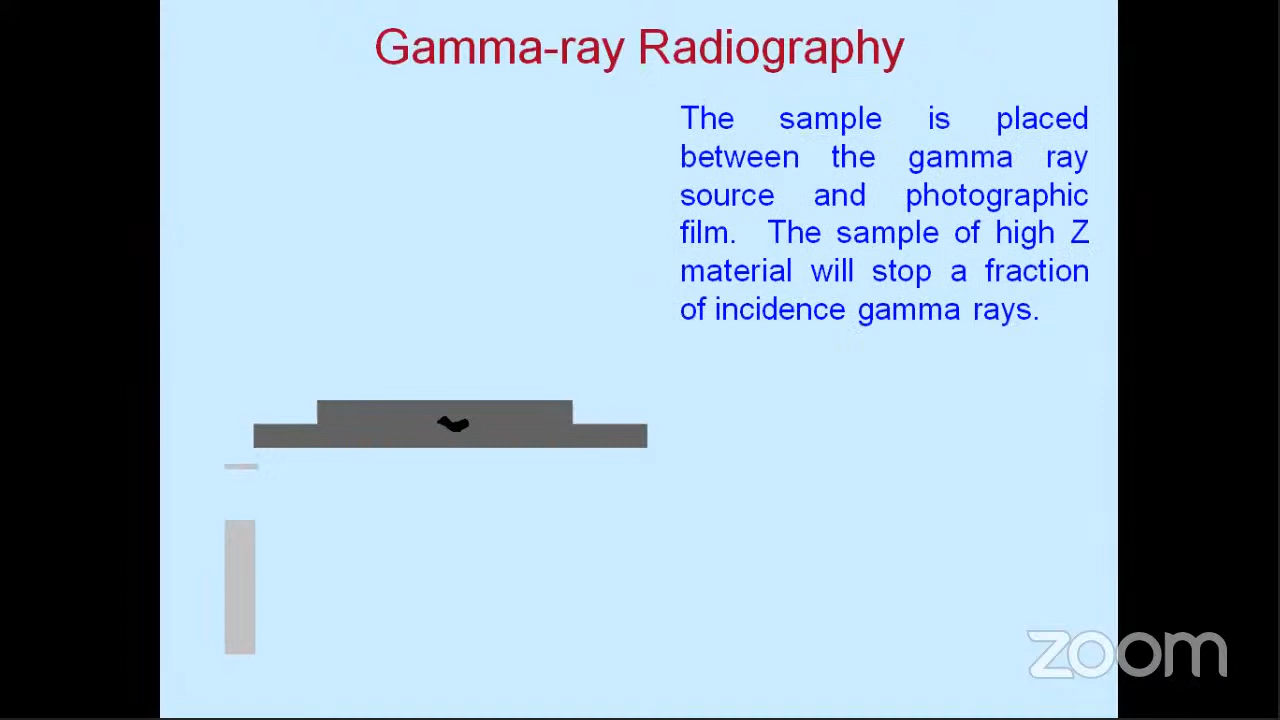 Gamma-ray Radiography
The sample is placed
between the gamma ray
source and photographic
film. The sample of high Z
material will stop a fraction
of incidence gamma rays.
zoom